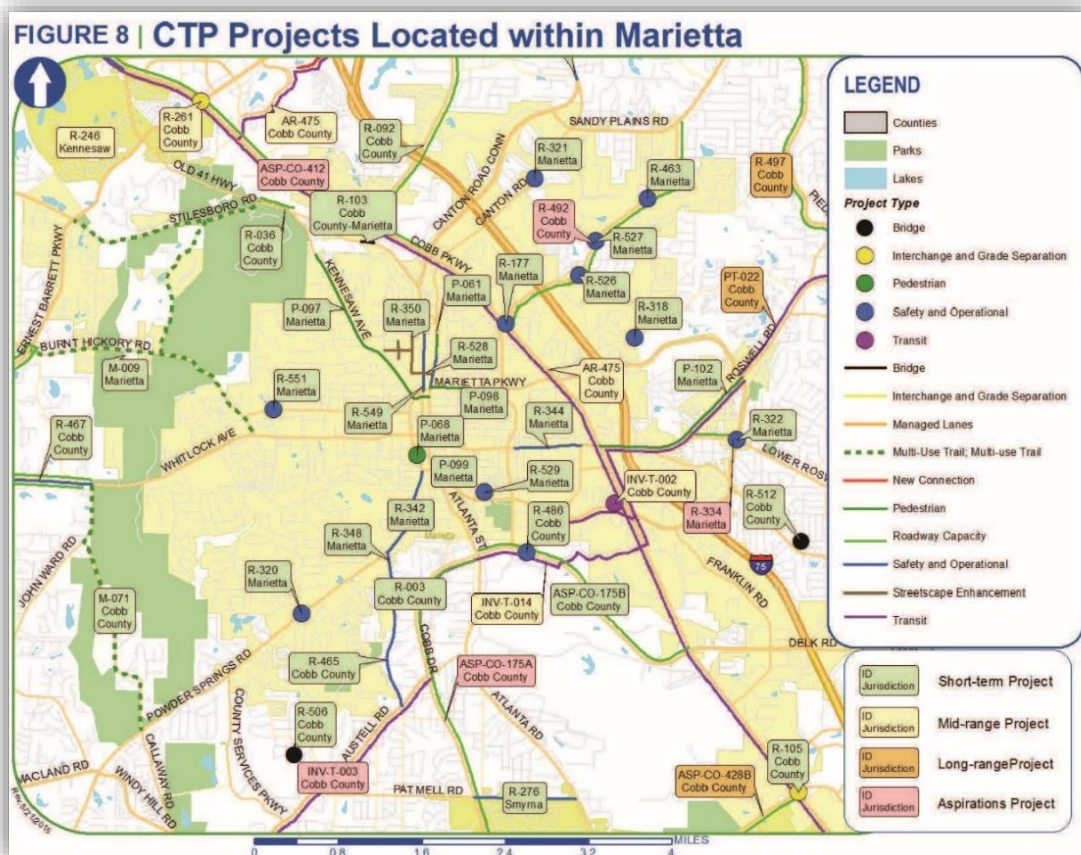 FIGURE 8 | CTP Projects Located within Marietta
R-246
Kennesaw
R-261
Cobb
County
AR-475
Cobb County
R-092
Cobb
County
SANDY PLAINS RD
R-321
Marietta
R-463
Marietta
R-497
Cobb
County
OLD 41 HWY
ASP-CO-412
Cobb County
CANTON ROAD CONN
CANTON RD
STILESBORO RD
R-103
Cobb
County-Marietta
R-492
Cobb
County
R-527
Marietta
R-036
Cobb
County
COBB PKWY
R-177
Marietta
R-526
Marietta
PT-022
Cobb
County
ERNEST BARRETT PKWY
KENNESAW AVE
P-097
Marietta
R-350
Marietta
P-061
Marietta
R-318
Marietta
ROSWELL RD
BURNT HICKORY RD
M-009
Marietta
R-528
Marietta
AR-475
Cobb
County
P-102
Marietta
MARIETTA PKWY
R-551
Marietta
R-549
Marietta
P-098
Marietta
R-344
Marietta
R-322
Marietta
R-467
Cobb
County
WHITLOCK AVE
P-068
Marietta
LOWER ROSW
P-099
Marietta
R-529
Marietta
INV-T-002
Cobb County
R-342
Marietta
ATLANTA ST
R-486
Cobb
County
R-334
Marietta
R-512
Cobb
County
R-348
Marietta
Marietta
JOHN WARD RD
R-320
Marietta
R-003
Cobb County
75
FRANKLIN RD
M-071
Cobb
County
INV-T-014
Cobb County
ASP-CO-175B
Cobb County
DELK RD
R-465
Cobb County
COBB DR
ASP-CO-175A
Cobb County
POWDER SPRINGS RD
COUNTY SERVICES PKWY
R-506
Cobb
County
AUSTELL RD
ATLANTA RD
CALLAWAY RD
R-105
Cobb
County
MACLAND RD
WINDY HILL RD
INV-T-003
Cobb County
PAT MELL RD
R-276
Smyrna
ASP-CO-428B
Cobb County
MILES
0 0.8 1.6 2.4 3.2 4
LEGEND
Counties
Parks
Lakes
Project Type
Bridge
Interchange and Grade Separation
Pedestrian
Safety and Operational
Transit
Bridge
Interchange and Grade Separation
Managed Lanes
Multi-Use Trail; Multi-use Trail
New Connection
Pedestrian
Roadway Capacity
Safety and Operational
Streetscape Enhancement
Transit
ID
Jurisdiction
Short-term Project
ID
Jurisdiction
Mid-range Project
ID
Jurisdiction
Long-rangeProject
ID
Jurisdiction
Aspirations Project